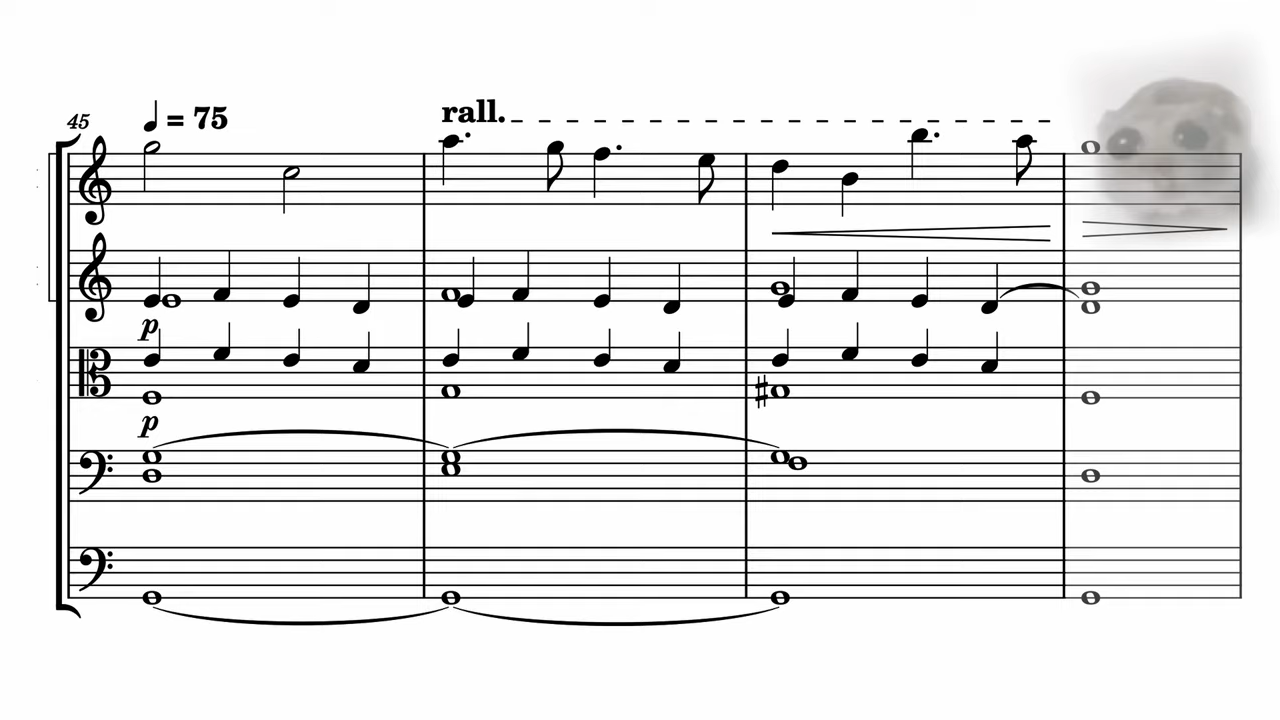 45
♩ = 75
rall.
p
p